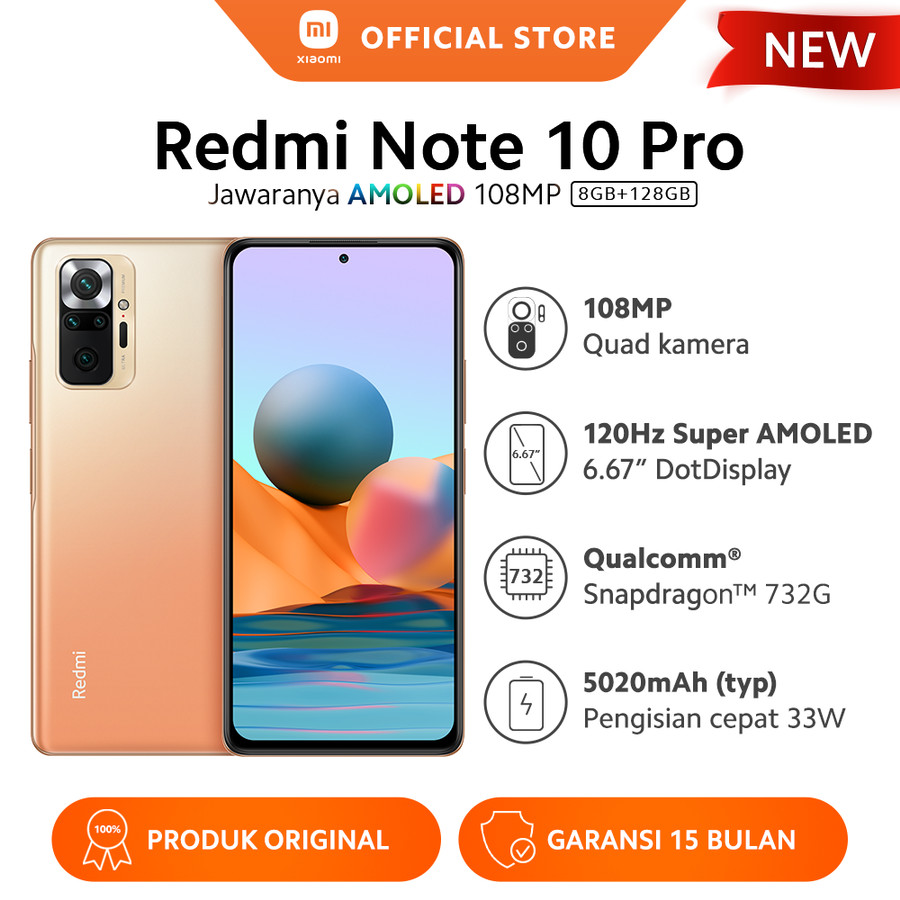 mi
xiaomi
OFFICIAL STORE
NEW
Redmi Note 10 Pro
Jawaranya AMOLED 108MP 8GB+128GB
108MP
Quad kamera
120Hz Super AMOLED
6.67"
6.67” DotDisplay
Qualcomm®
732
Snapdragon™ 732G
5020mAh (typ)
Pengisian cepat 33W
Redmi
100%
PRODUK ORIGINAL
GARANSI 15 BULAN